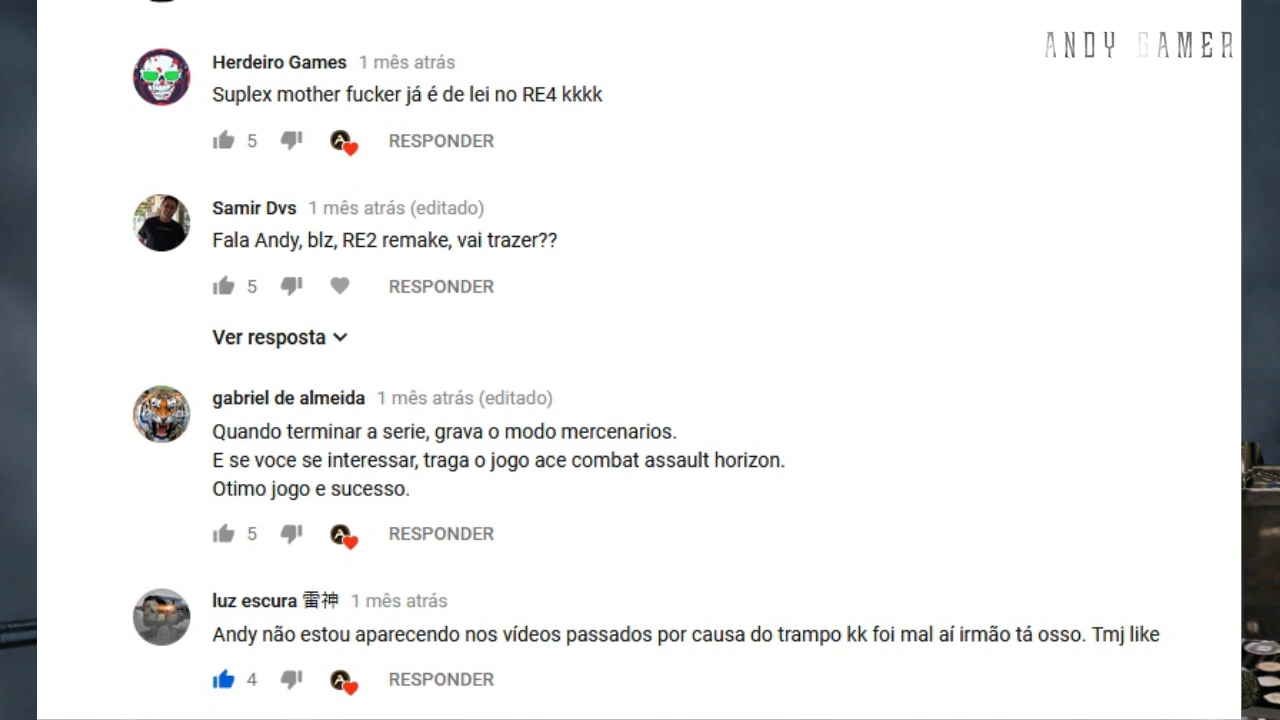 ANDY GAMER
Herdeiro Games 1 mês atrás
Suplex mother fucker já é de lei no RE4 kkkk
5 RESPONDER
Samir Dvs 1 mês atrás (editado)
Fala Andy, blz, RE2 remake, vai trazer??
5 RESPONDER
Ver resposta
gabriel de almeida 1 mês atrás (editado)
Quando terminar a serie, grava o modo mercenarios.
E se voce se interessar, traga o jogo ace combat assault horizon.
Otimo jogo e sucesso.
5 RESPONDER
luz escura 雷神 1 mês atrás
Andy não estou aparecendo nos vídeos passados por causa do trampo kk foi mal aí irmão tá osso. Tmj like
4 RESPONDER